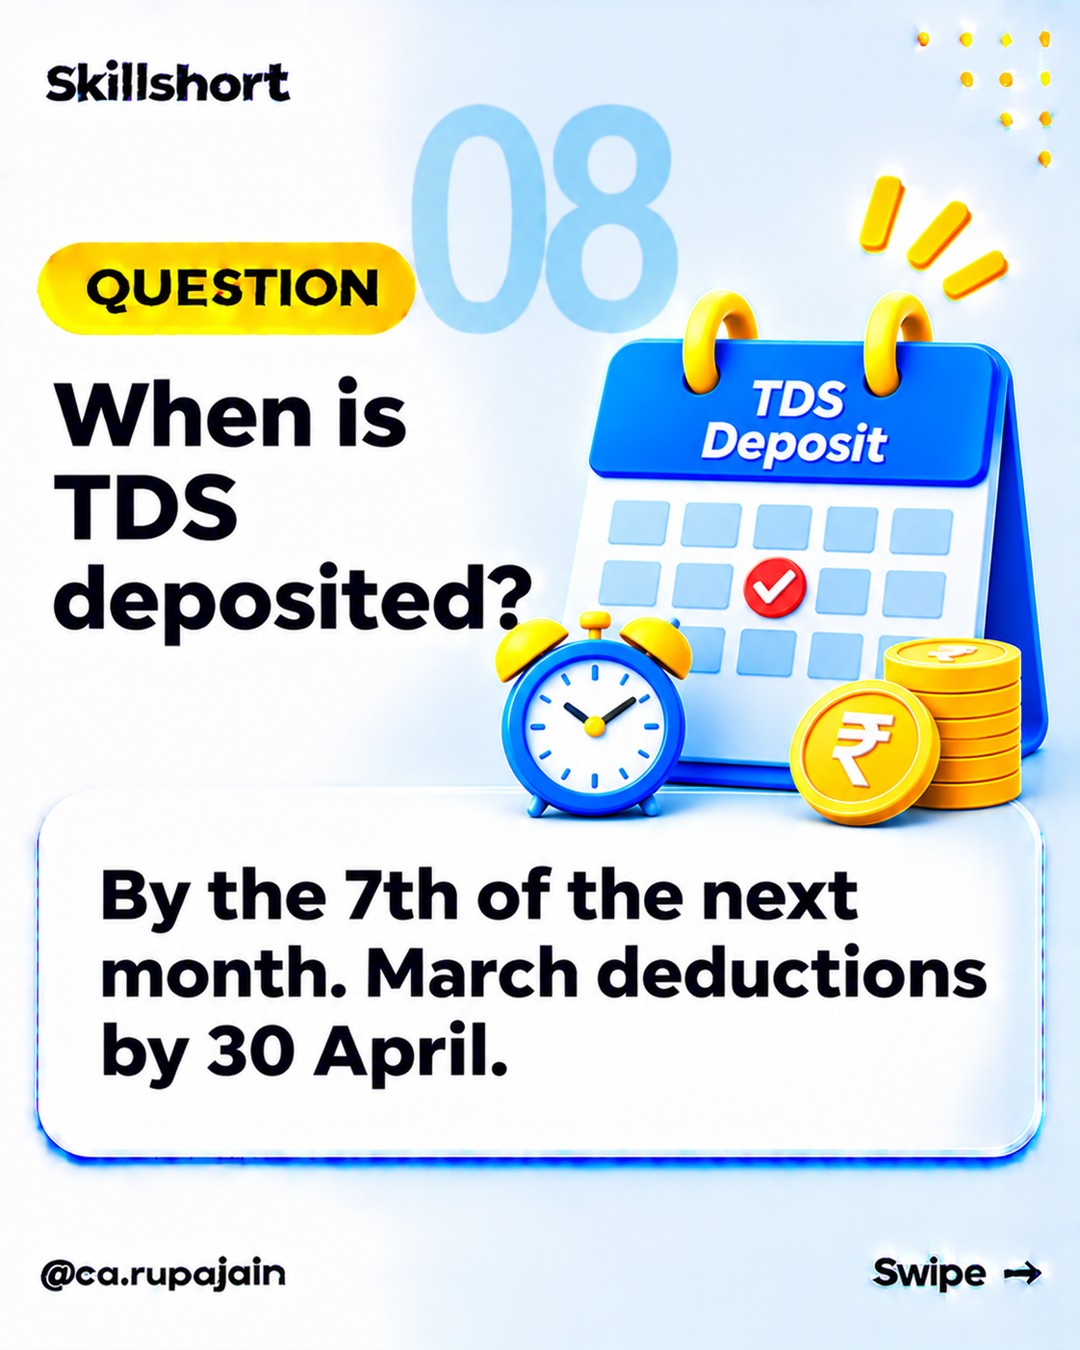 Skillshort
08
QUESTION
When is
TDS
deposited?
TDS
Deposit
₹
₹
By the 7th of the next
month. March deductions
by 30 April.
@ca.rupajain
Swipe →